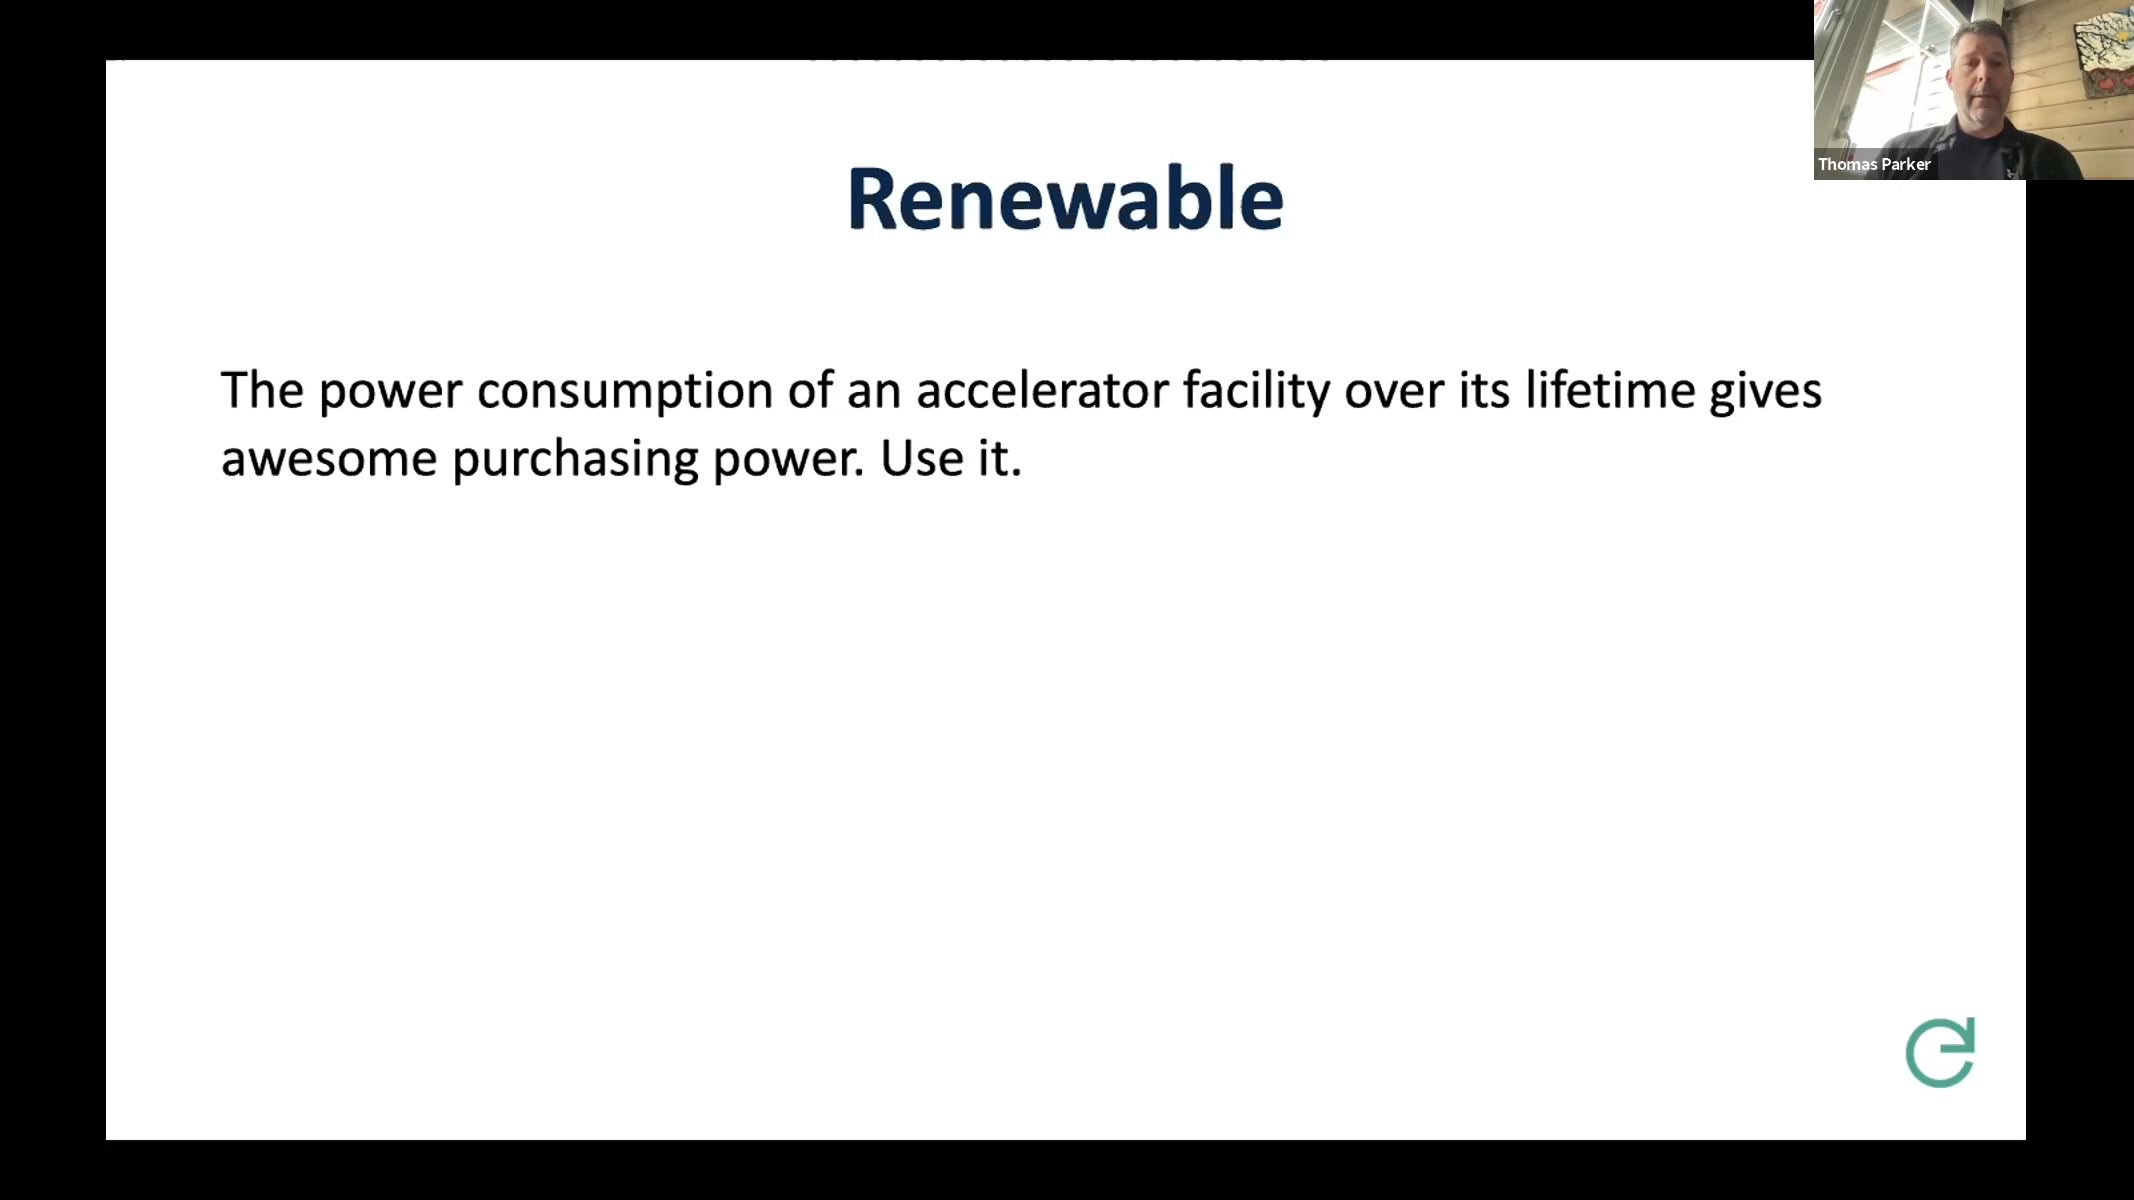 Renewable
The power consumption of an accelerator facility over its lifetime gives
awesome purchasing power. Use it.
Thomas Parker